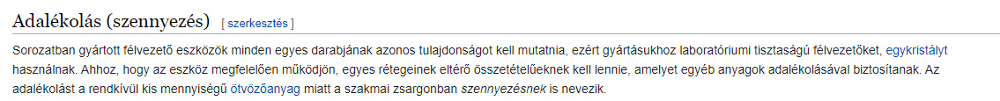 Adalékolás (szennyezés) [ szerkesztés ]
Sorozatban gyártott félvezető eszközök minden egyes darabjának azonos tulajdonságot kell mutatnia, ezért gyártásukhoz laboratóriumi tisztaságú félvezetőket, egykristályt
használnak. Ahhoz, hogy az eszköz megfelelően működjön, egyes rétegeinek eltérő összetételűeknek kell lennie, amelyet egyéb anyagok adalékolásával biztosítanak. Az
adalékolást a rendkívül kis mennyiségű ötvözőanyag miatt a szakmai zsargonban szennyezésnek is nevezik.